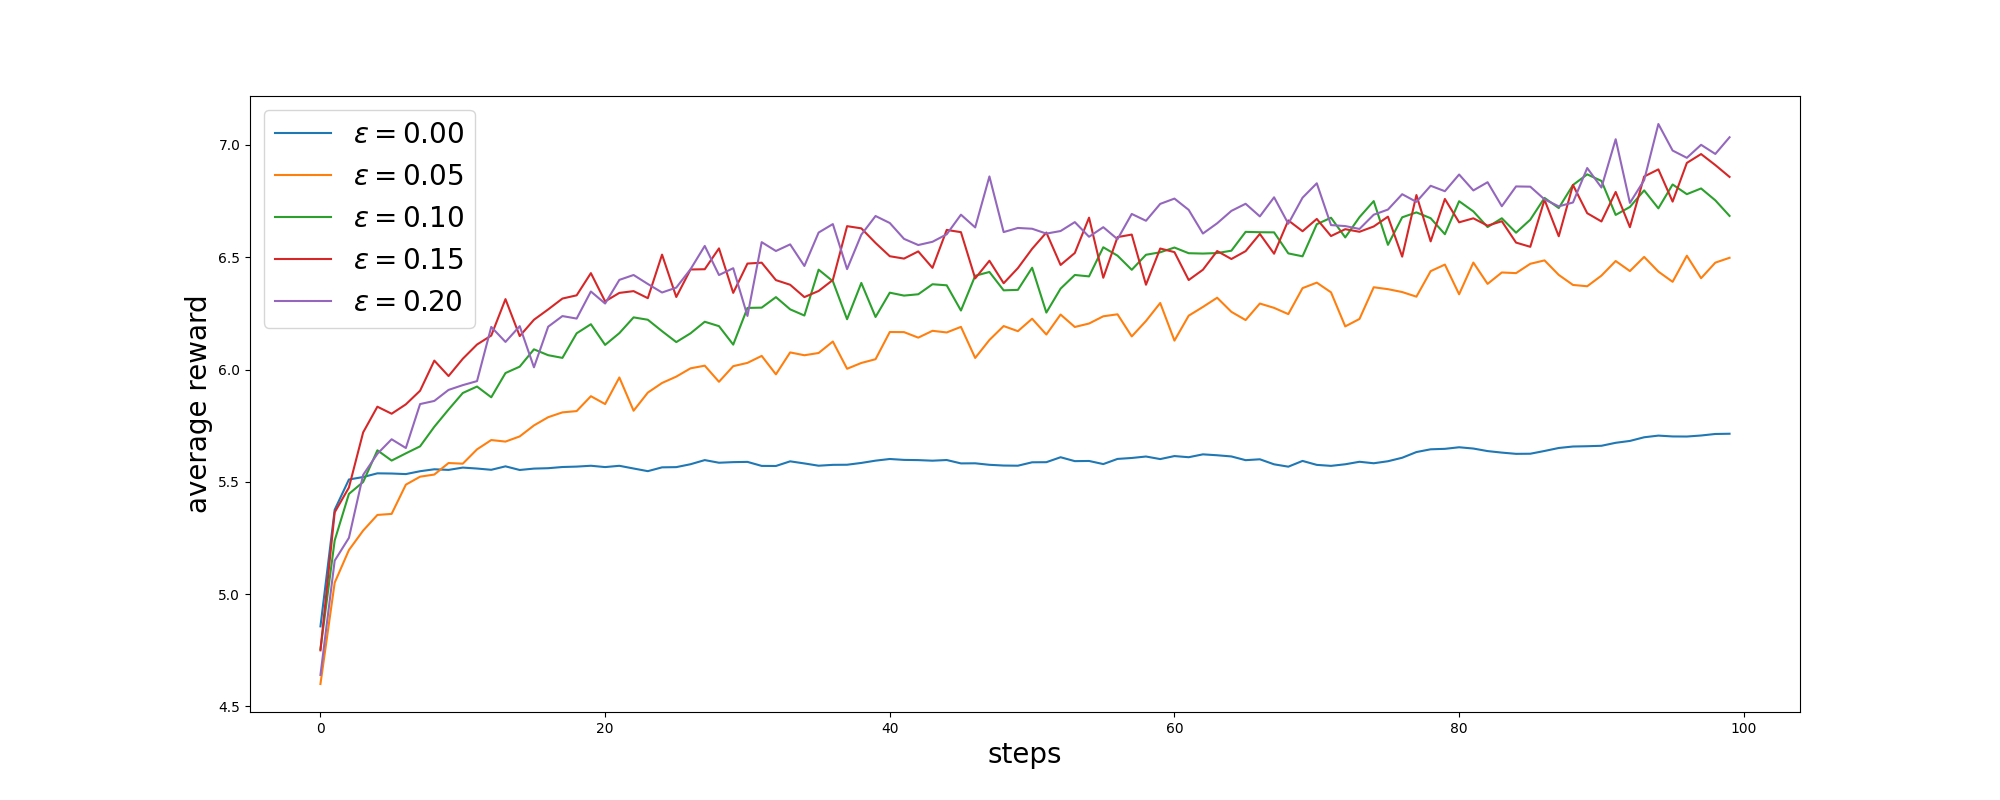 ε = 0.00
ε = 0.05
ε = 0.10
ε = 0.15
ε = 0.20
7.0
6.5
6.0
5.5
5.0
4.5
average reward
0 20 40 60 80 100
steps